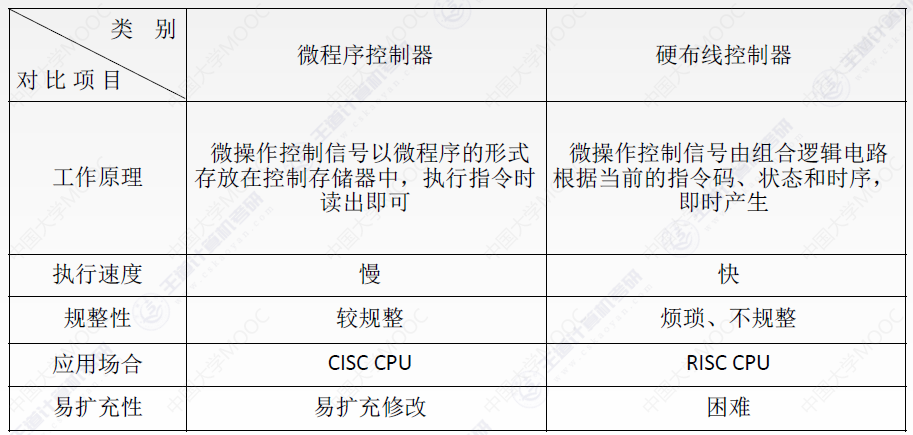 类 别
对比项目
微程序控制器
硬布线控制器
工作原理
微操作控制信号以微程序的形式
存放在控制存储器中，执行指令时
读出即可
微操作控制信号由组合逻辑电路
根据当前的指令码、状态和时序，
即时产生
执行速度
慢
快
规整性
较规整
烦琐、不规整
应用场合
CISC CPU
RISC CPU
易扩充性
易扩充修改
困难